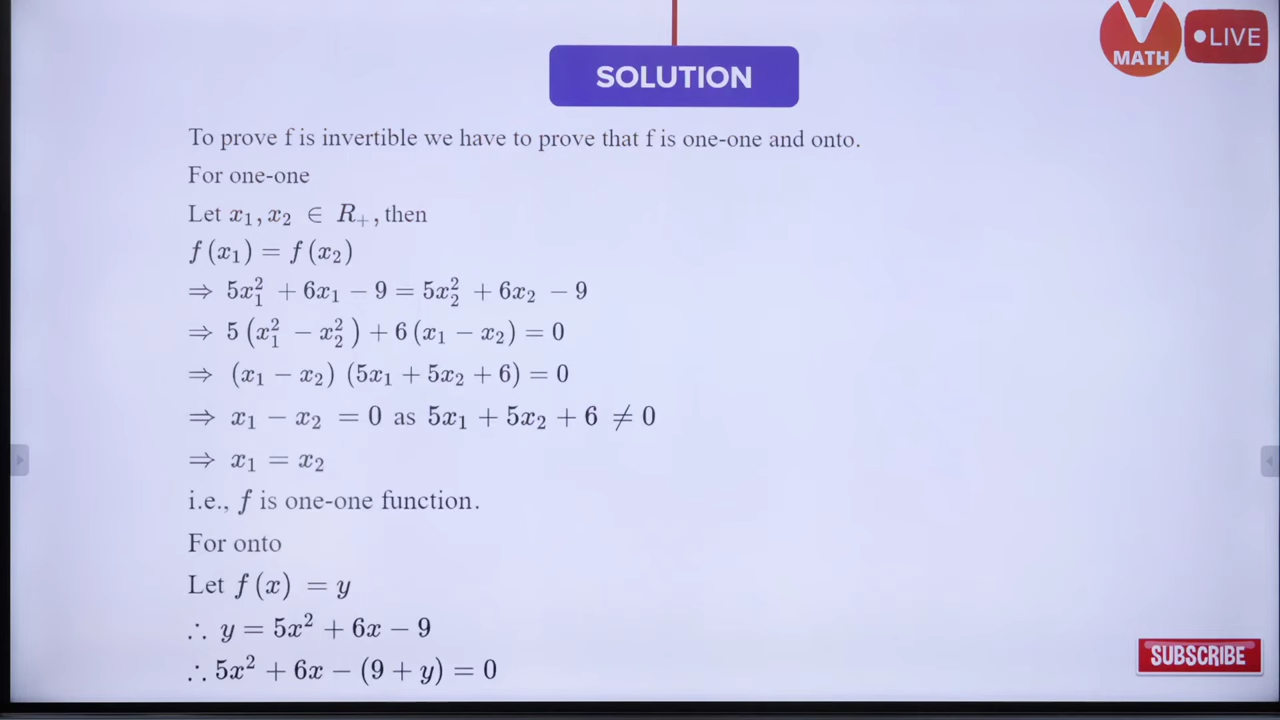 MATH
•LIVE
SOLUTION
To prove f is invertible we have to prove that f is one-one and onto.
For one-one
Let x₁, x₂ ∈ R₊, then
f(x₁) = f(x₂)
⇒ 5x₁² + 6x₁ − 9 = 5x₂² + 6x₂ − 9
⇒ 5(x₁² − x₂²) + 6(x₁ − x₂) = 0
⇒ (x₁ − x₂) (5x₁ + 5x₂ + 6) = 0
⇒ x₁ − x₂ = 0 as 5x₁ + 5x₂ + 6 ≠ 0
⇒ x₁ = x₂
i.e., f is one-one function.
For onto
Let f(x) = y
∴ y = 5x² + 6x − 9
∴ 5x² + 6x − (9 + y) = 0
SUBSCRIBE